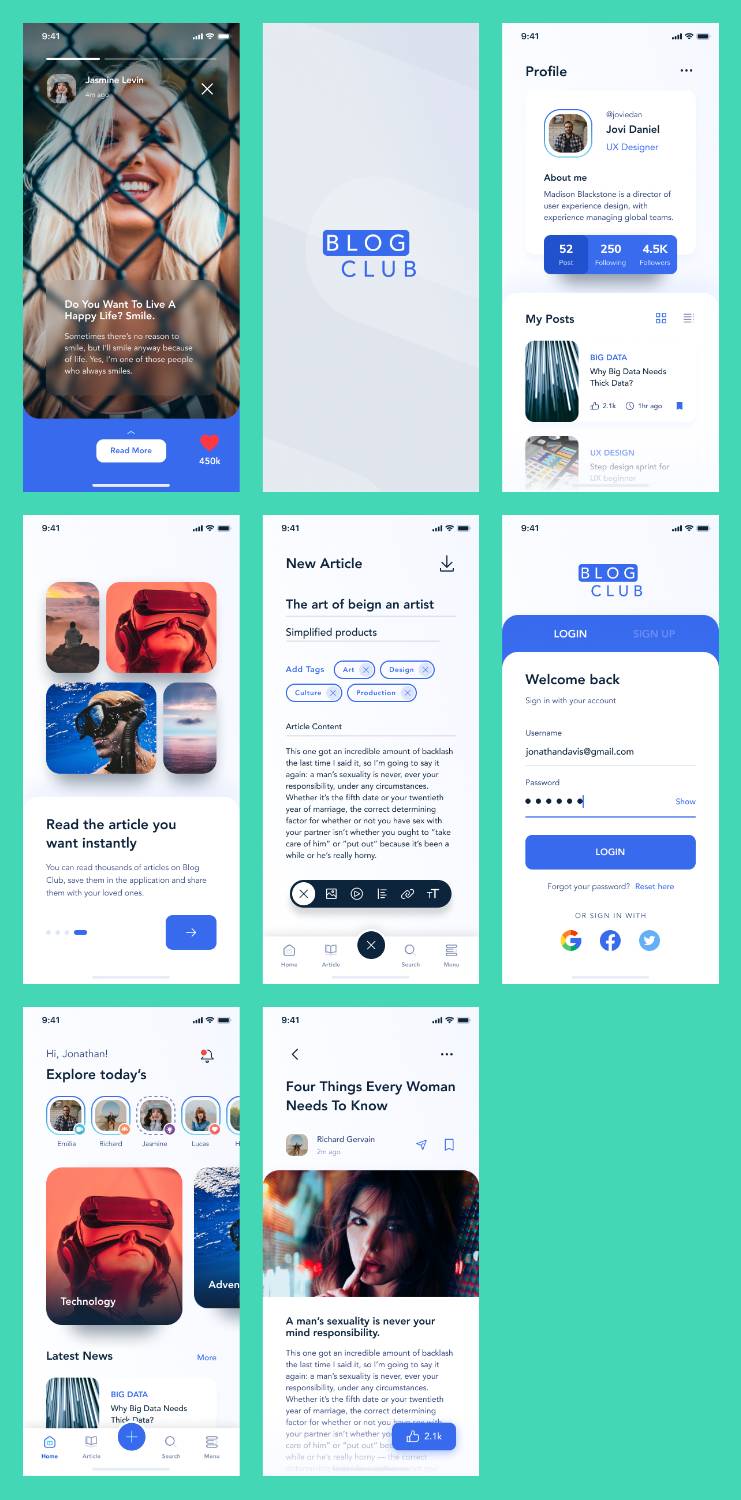 9:41
Jasmine Levin
4m ago
Do You Want To Live A
Happy Life? Smile.
Sometimes there's no reason to
smile, but I'll smile anyway because
of life. Yes, I'm one of those people
who always smiles.
Read More
450k
BLOG
CLUB
9:41
Profile
@joviedan
Jovi Daniel
UX Designer
About me
Madison Blackstone is a director of
user experience design, with
experience managing global teams.
52 250 4.5K
Post Following Followers
My Posts
BIG DATA
Why Big Data Needs
Thick Data?
2.1k 1hr ago
UX DESIGN
Step design sprint for
UX beginner
9:41
Read the article you
want instantly
You can read thousands of articles on Blog
Club, save them in the application and share
them with your loved ones.
9:41
New Article
The art of beign an artist
Simplified products
Add Tags Art Design
Culture Production
Article Content
This one got an incredible amount of backlash
the last time I said it, so I'm going to say it
again: a man's sexuality is never, ever your
responsibility, under any circumstances.
Whether it's the fifth date or your twentieth
year of marriage, the correct determining
factor for whether or not you have sex with
your partner isn't whether you ought to "take
care of him" or "put out" because it's been a
while or he's really horny.
TT
Home Article Search Menu
9:41
BLOG
CLUB
LOGIN SIGN UP
Welcome back
Sign in with your account
Username
jonathandavis@gmail.com
Password
Show
LOGIN
Forgot your password? Reset here
OR SIGN IN WITH
9:41
Hi, Jonathan!
Explore today's
Emilia Richard Jasmine Lucas H
Technology
Adven
Latest News More
BIG DATA
Why Big Data Needs
Thick Data?
Home Article Search Menu
9:41
Four Things Every Woman
Needs To Know
Richard Gervain
2m ago
A man's sexuality is never your
mind responsibility.
This one got an incredible amount of backlash
the last time I said it, so I'm going to say it
again: a man's sexuality is never, ever your
responsibility, under any circumstances.
Whether it's the fifth date or your twentieth
year of marriage, the correct determining
factor for whether or not you have sex with
your partner isn't whether you
care of him" or "put out" bec
while or he's really horny — the correct
2.1k